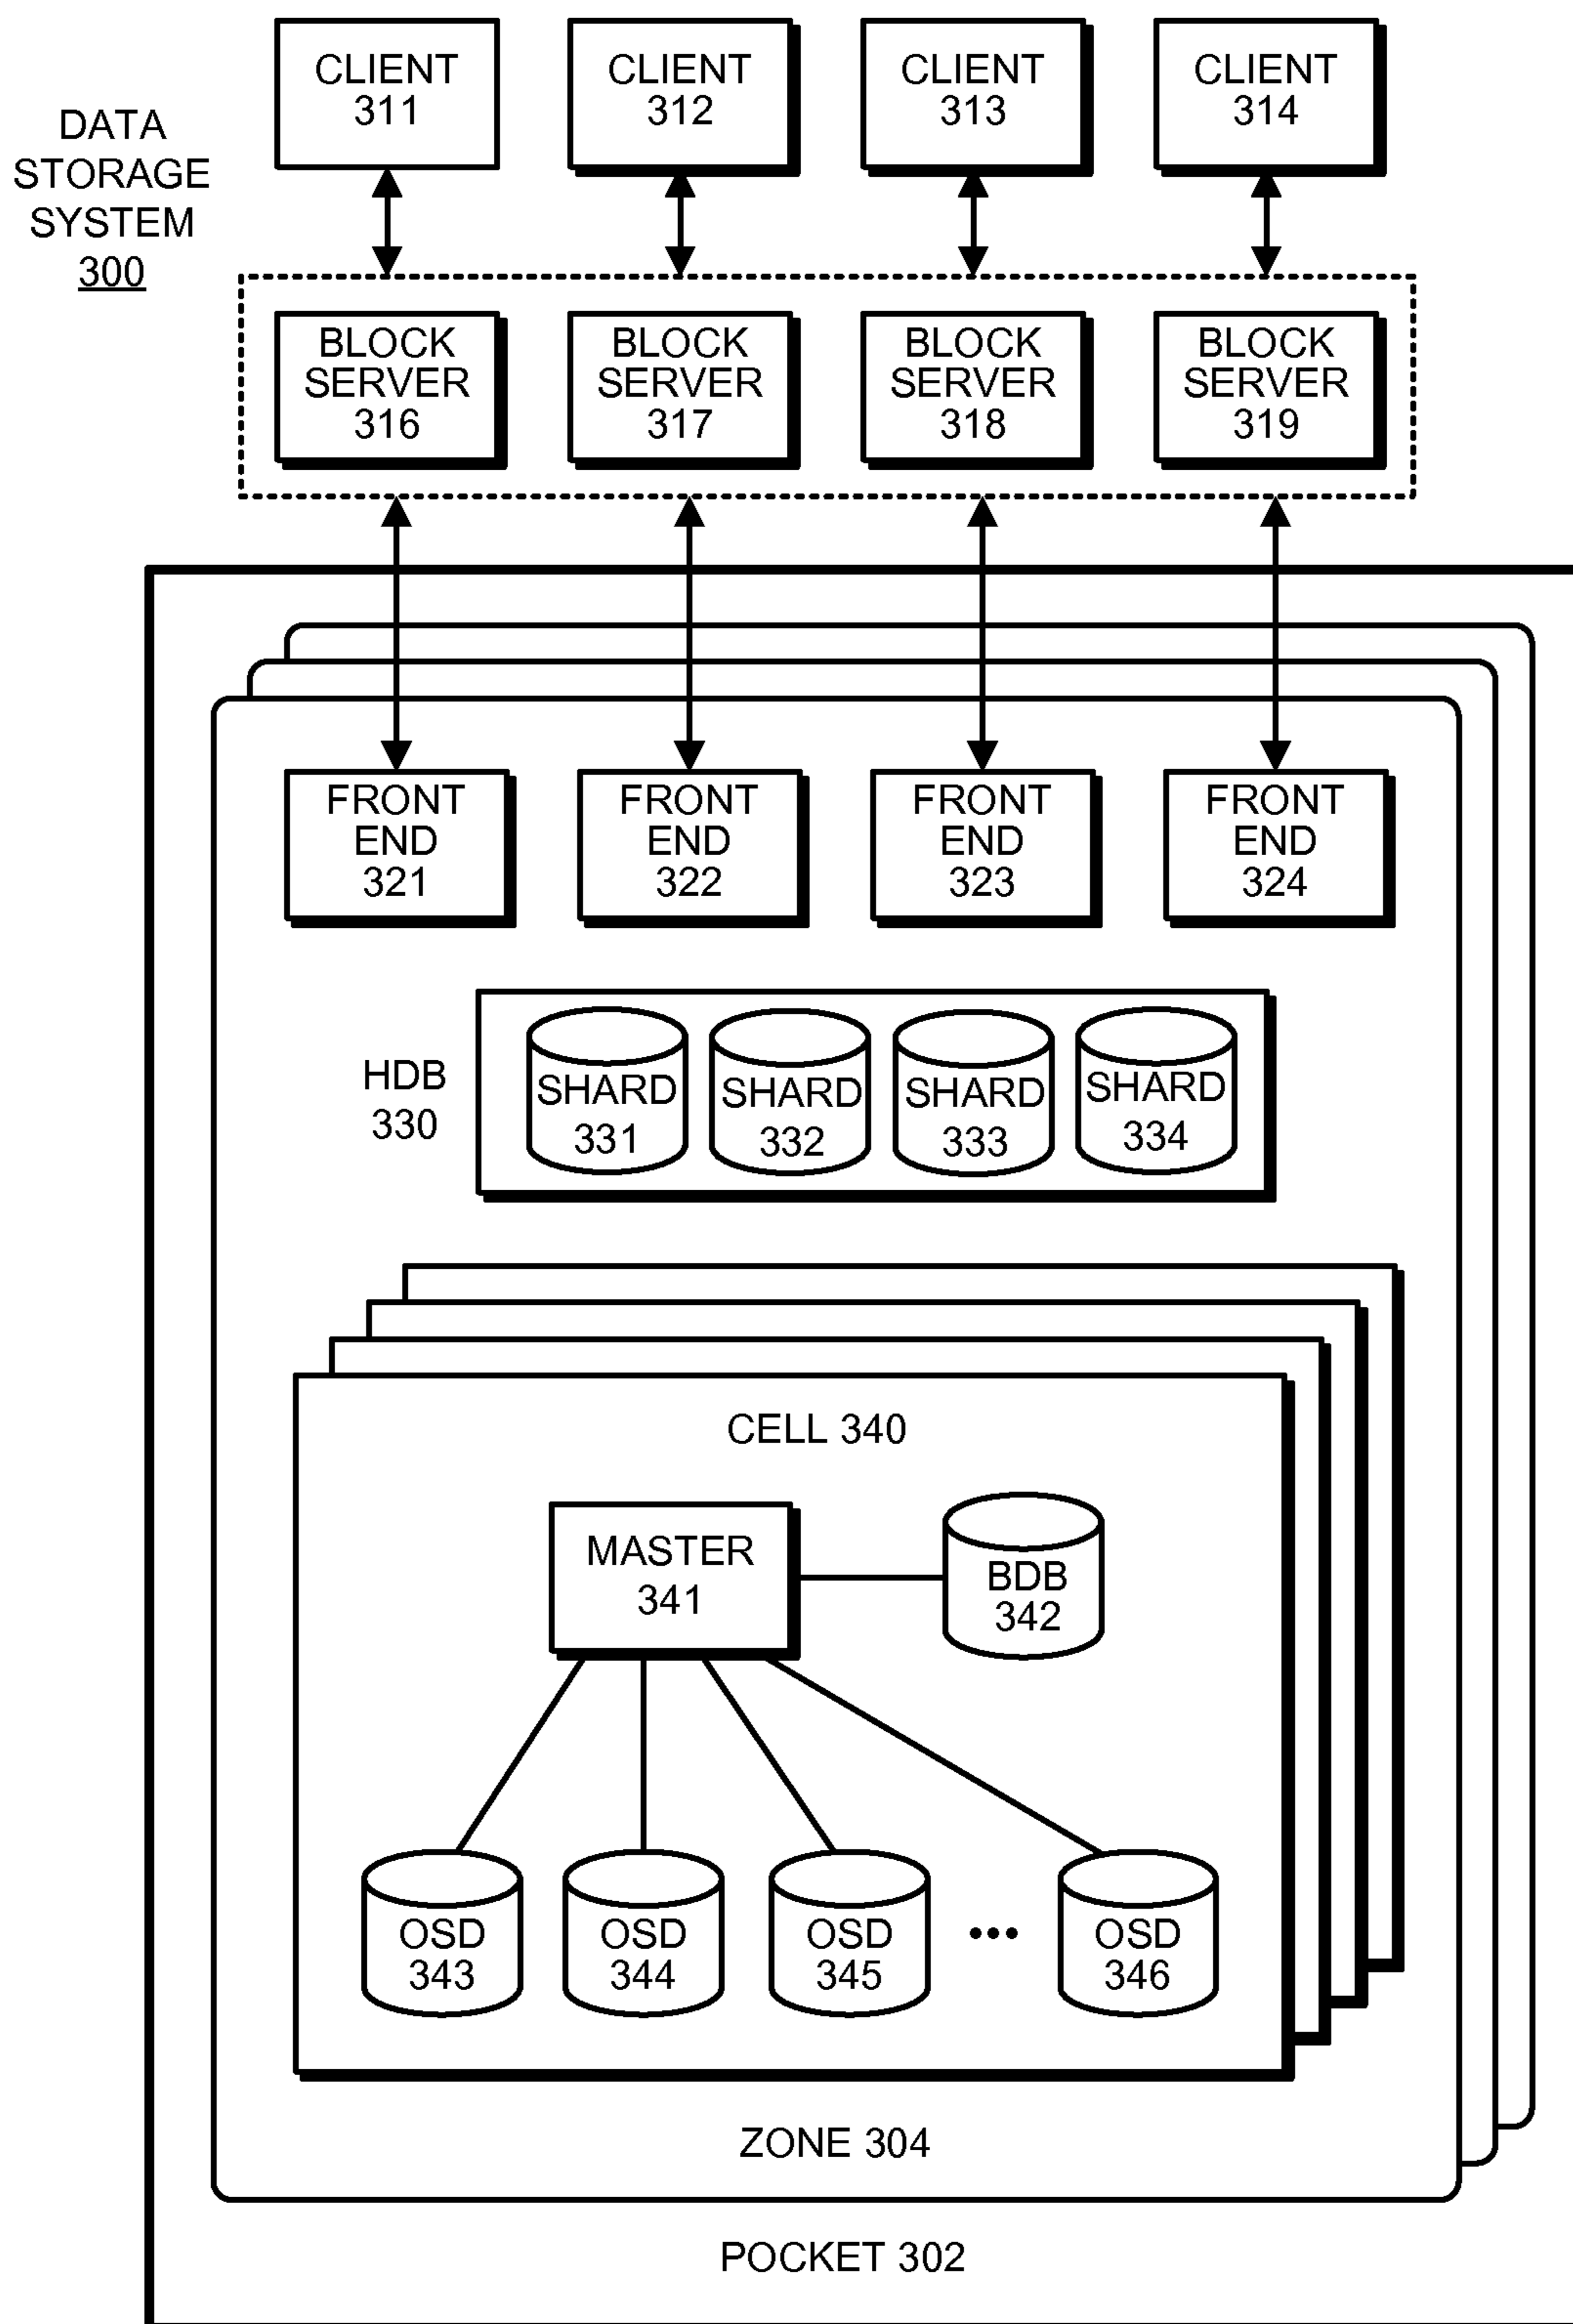 DATA
STORAGE
SYSTEM
300
CLIENT
311
CLIENT
312
CLIENT
313
CLIENT
314
BLOCK
SERVER
316
BLOCK
SERVER
317
BLOCK
SERVER
318
BLOCK
SERVER
319
FRONT
END
321
FRONT
END
322
FRONT
END
323
FRONT
END
324
HDB
330
SHARD
331
SHARD
332
SHARD
333
SHARD
334
CELL 340
MASTER
341
BDB
342
OSD
343
OSD
344
OSD
345
•••
OSD
346
ZONE 304
POCKET 302